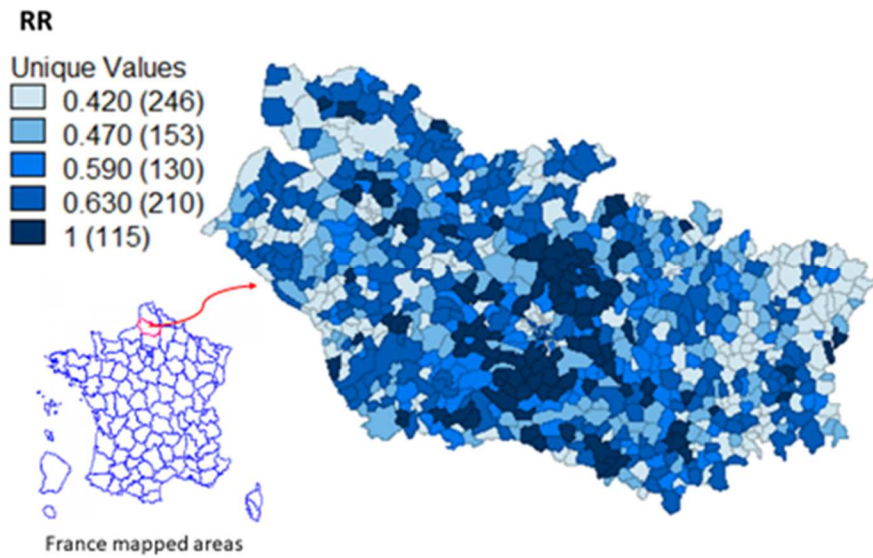 RR
Unique Values
0.420 (246)
0.470 (153)
0.590 (130)
0.630 (210)
1 (115)
France mapped areas